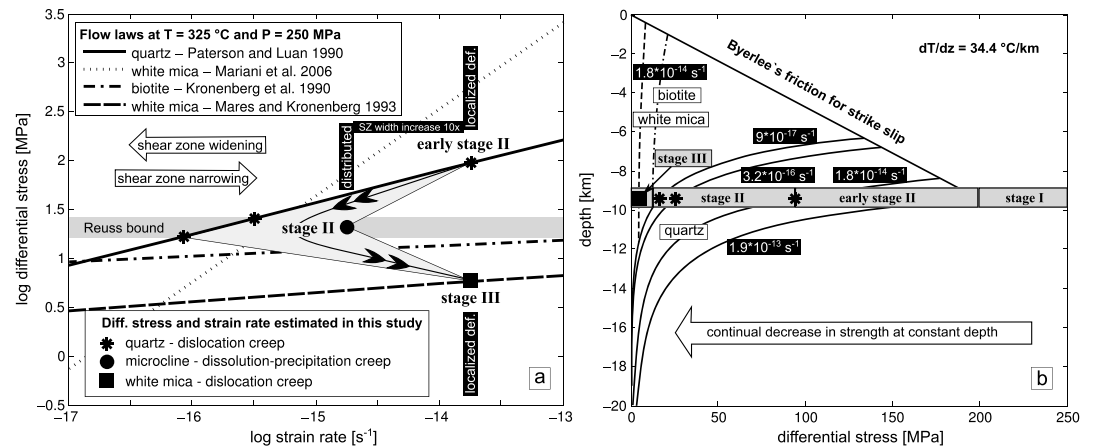 3.5
3
2.5
2
1.5
1
0.5
0
−0.5
−17
−16
−15
−14
−13
log differential stress [MPa]
log strain rate [s⁻¹]
Flow laws at T = 325 °C and P = 250 MPa
quartz – Paterson and Luan 1990
white mica – Mariani et al. 2006
biotite – Kronenberg et al. 1990
white mica – Mares and Kronenberg 1993
localized def.
SZ width increase 10x
distributed
early stage II
shear zone widening
shear zone narrowing
Reuss bound
stage II
stage III
localized def.
Diff. stress and strain rate estimated in this study
quartz - dislocation creep
microcline - dissolution-precipitation creep
white mica - dislocation creep
a
0
−2
−4
−6
−8
−10
−12
−14
−16
−18
−20
0
50
100
150
200
250
depth [km]
differential stress [MPa]
dT/dz = 34.4 °C/km
Byerlee`s friction for strike slip
1.8*10⁻¹⁴ s⁻¹
biotite
white mica
9*10⁻¹⁷ s⁻¹
stage III
3.2*10⁻¹⁶ s⁻¹
1.8*10⁻¹⁴ s⁻¹
stage II
early stage II
stage I
quartz
1.9*10⁻¹³ s⁻¹
continual decrease in strength at constant depth
b